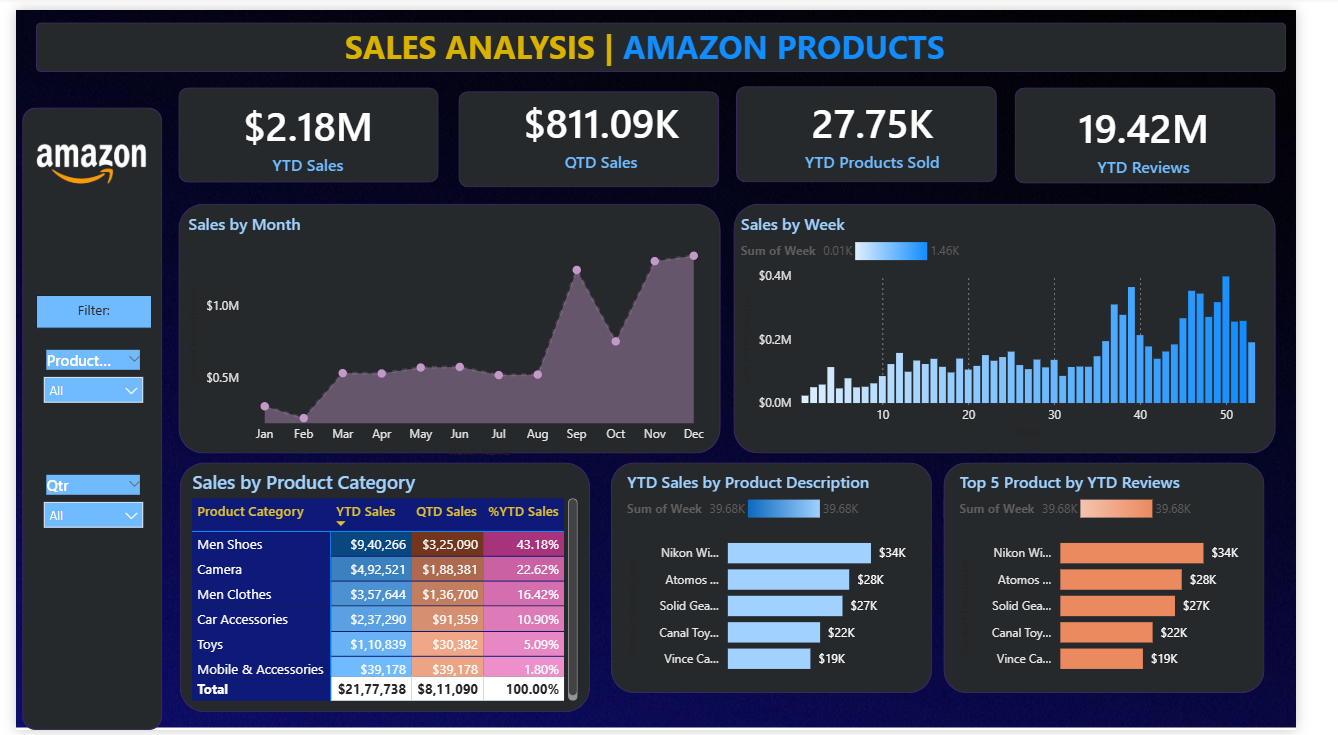 SALES ANALYSIS | AMAZON PRODUCTS
amazon
$2.18M
YTD Sales
$811.09K
QTD Sales
27.75K
YTD Products Sold
19.42M
YTD Reviews
Filter:
Product...
All
Qtr
All
Sales by Month
$1.0M
$0.5M
Jan Feb Mar Apr May Jun Jul Aug Sep Oct Nov Dec
Sales by Week
Sum of Week 0.01K 1.46K
$0.4M
$0.2M
$0.0M
10 20 30 40 50
Sales by Product Category
Product Category YTD Sales QTD Sales %YTD Sales
Men Shoes $9,40,266 $3,25,090 43.18%
Camera $4,92,521 $1,88,381 22.62%
Men Clothes $3,57,644 $1,36,700 16.42%
Car Accessories $2,37,290 $91,359 10.90%
Toys $1,10,839 $30,382 5.09%
Mobile & Accessories $39,178 $39,178 1.80%
Total $21,77,738 $8,11,090 100.00%
YTD Sales by Product Description
Sum of Week 39.68K 39.68K
Nikon Wi... $34K
Atomos ... $28K
Solid Gea... $27K
Canal Toy... $22K
Vince Ca... $19K
Top 5 Product by YTD Reviews
Sum of Week 39.68K 39.68K
Nikon Wi... $34K
Atomos ... $28K
Solid Gea... $27K
Canal Toy... $22K
Vince Ca... $19K